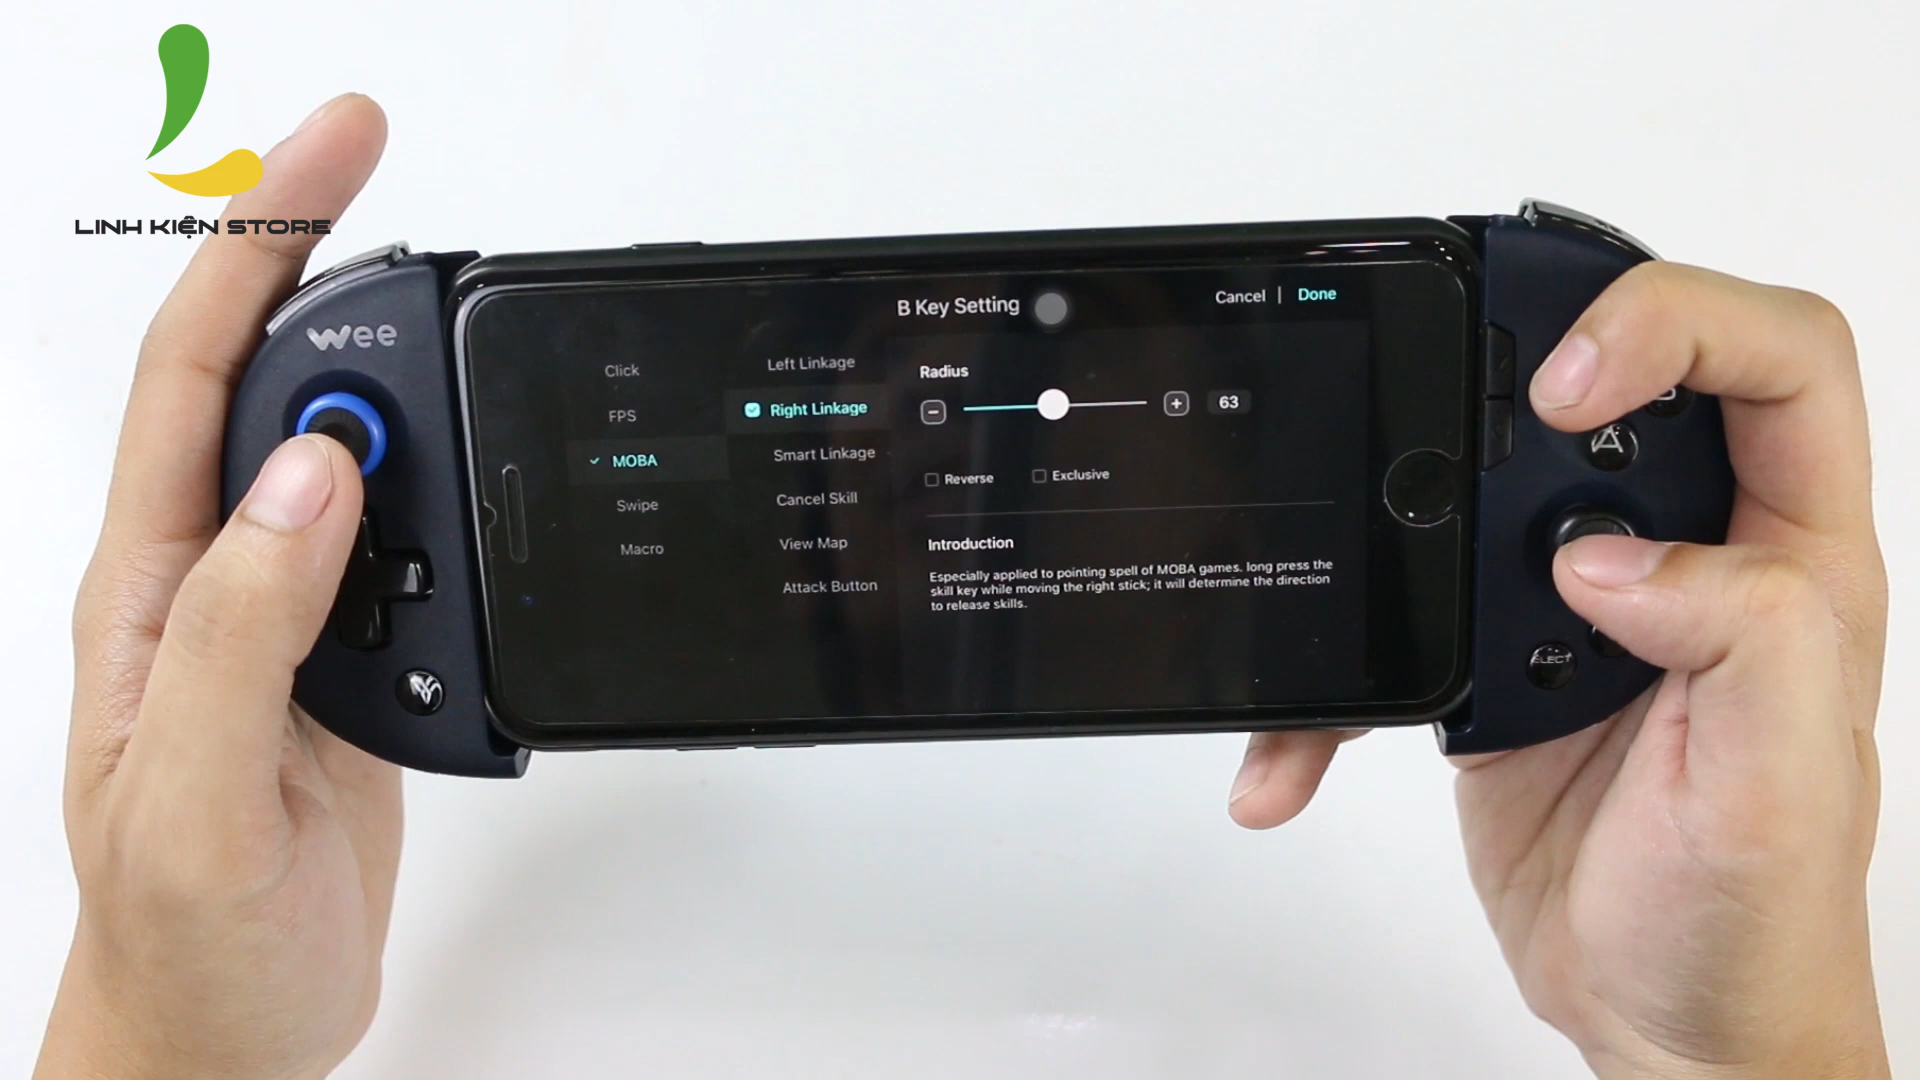 LINH KIỆN STORE
wee
B Key Setting
Cancel | Done
Click
FPS
MOBA
Swipe
Macro
Left Linkage
Right Linkage
Smart Linkage
Cancel Skill
View Map
Attack Button
Radius
63
Reverse
Exclusive
Introduction
Especially applied to pointing spell of MOBA games. long press the
skill key while moving the right stick; it will determine the direction
to release skills.
A